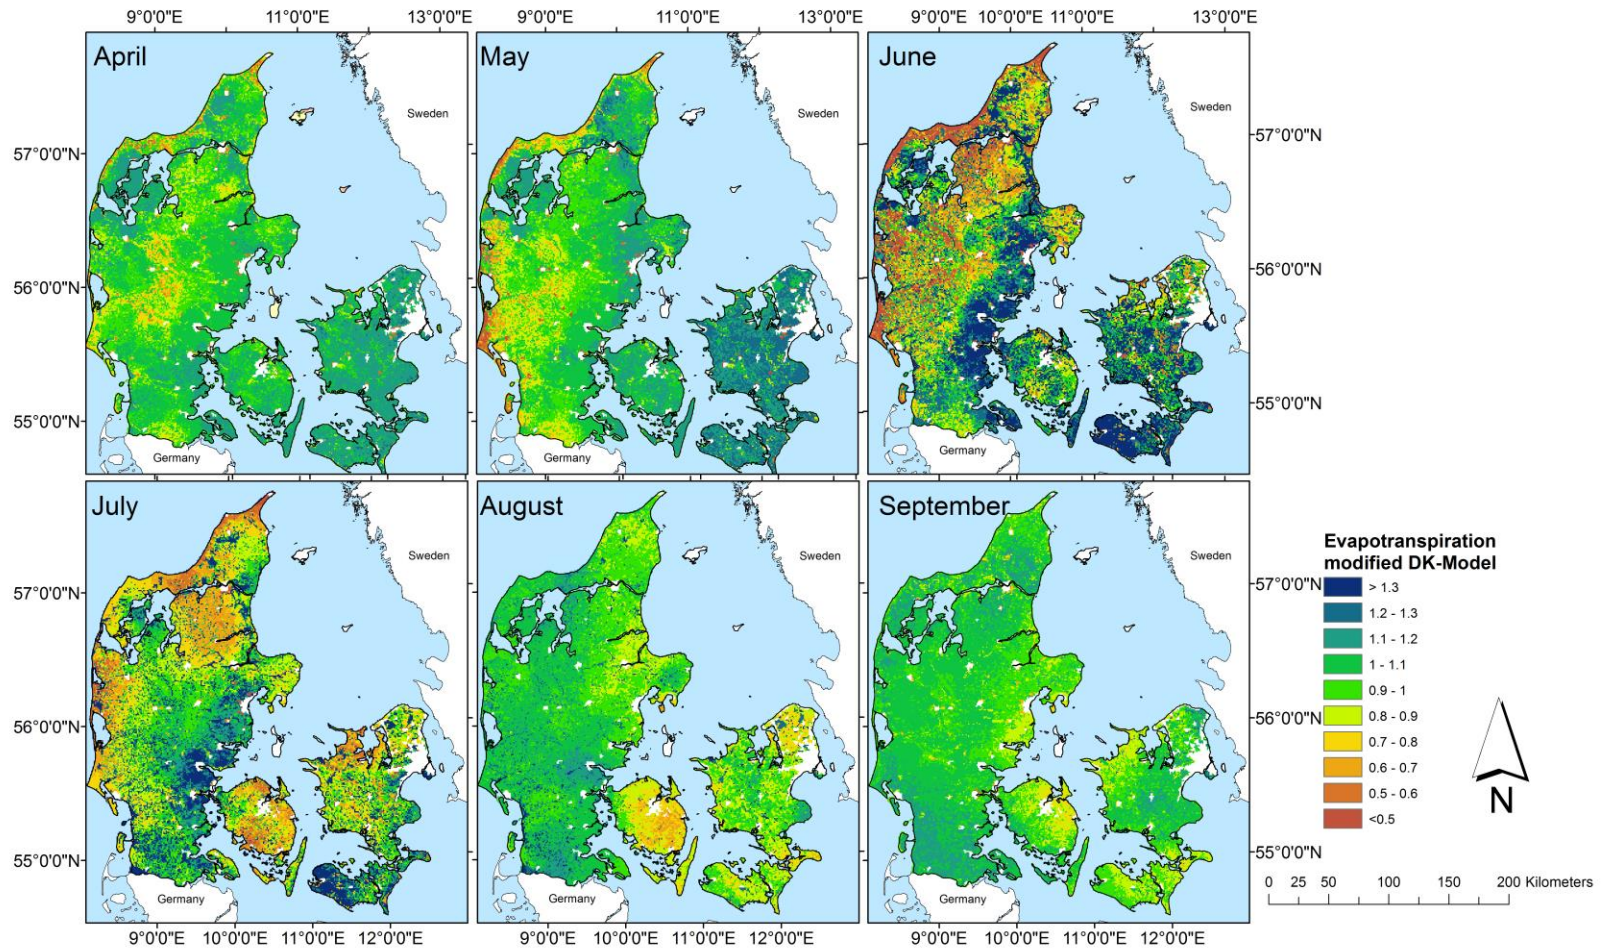 9°0'0"E 11°0'0"E 13°0'0"E 9°0'0"E 11°0'0"E 13°0'0"E 9°0'0"E 10°0'0"E 11°0'0"E 13°0'0"E
April May June
Sweden Sweden Sweden
57°0'0"N 57°0'0"N
56°0'0"N 56°0'0"N
55°0'0"N 55°0'0"N
Germany Germany Germany
July August September
Sweden Sweden Sweden
57°0'0"N 57°0'0"N
56°0'0"N 56°0'0"N
55°0'0"N 55°0'0"N
Germany Germany Germany
9°0'0"E 10°0'0"E 11°0'0"E 12°0'0"E 9°0'0"E 10°0'0"E 11°0'0"E 12°0'0"E 9°0'0"E 10°0'0"E 11°0'0"E 12°0'0"E
Evapotranspiration
modified DK-Model
> 1.3
1.2 - 1.3
1.1 - 1.2
1 - 1.1
0.9 - 1
0.8 - 0.9
0.7 - 0.8
0.6 - 0.7
0.5 - 0.6
<0.5
N
0 25 50 100 150 200 Kilometers